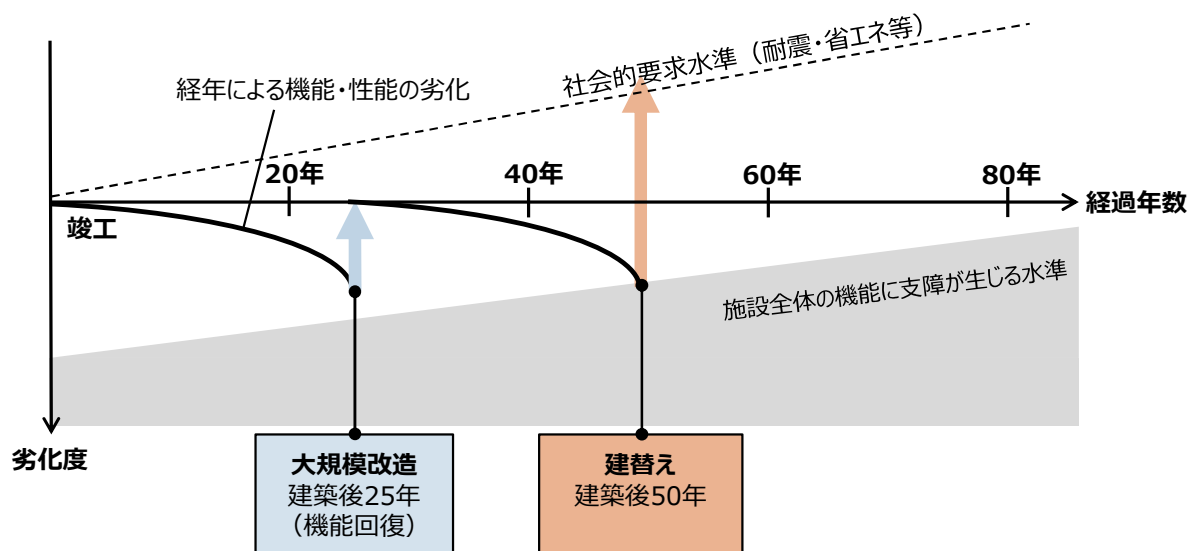 社会的要求水準（耐震・省エネ等）
経年による機能・性能の劣化
20年
40年
60年
80年
経過年数
竣工
施設全体の機能に支障が生じる水準
劣化度
大規模改造
建築後25年
（機能回復）
建替え
建築後50年